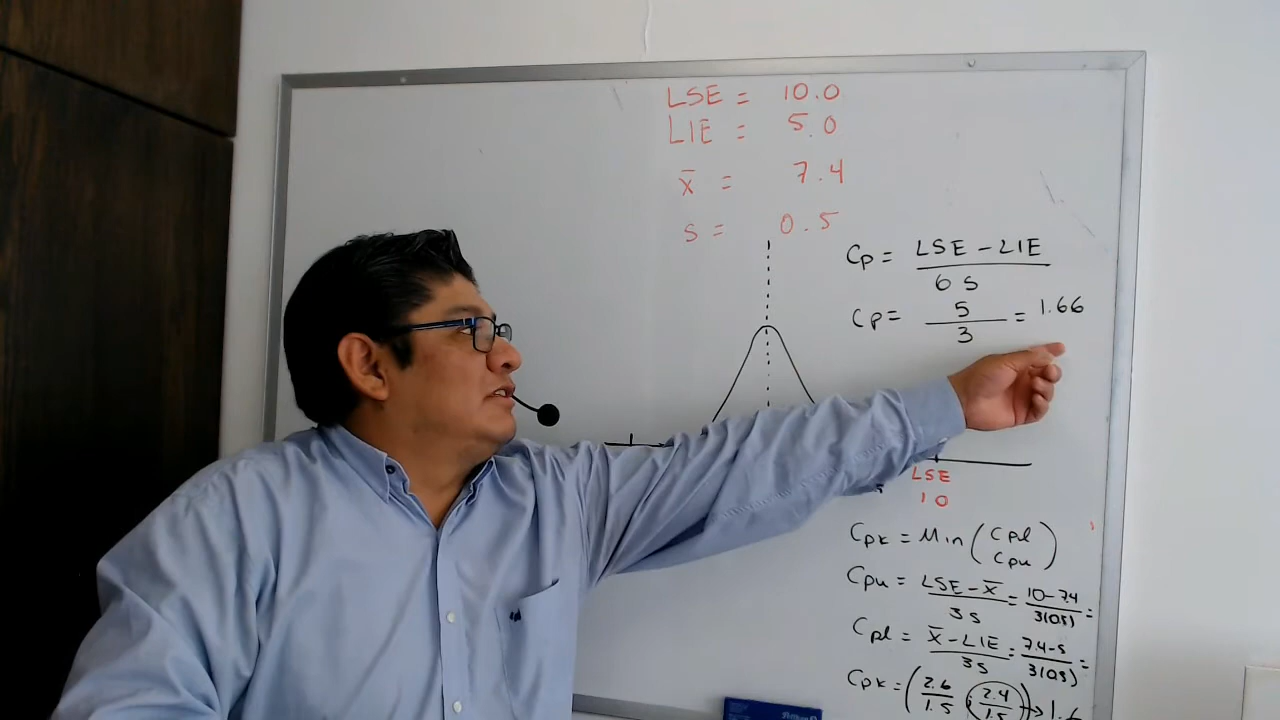 LSE = 10.0
LIE = 5.0
x̄ = 7.4
s = 0.5
Cp = LSE - LIE / 6 s
Cp = 5 / 3 = 1.66
LSE
10
Cpk = Min (Cpl Cpu)
Cpu = LSE - x̄ / 3 s = 10 - 7.4 / 3(0.5) =
Cpl = x̄ - LIE / 3 s = 7.4 - 5 / 3(0.5) =
Cpk = (2.6 / 1.5 , 2.4 / 1.5) → 1.6